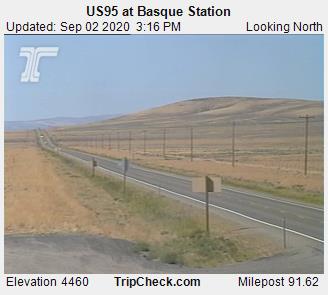 US95 at Basque Station
Updated: Sep 02 2020 3:16 PM Looking North
Elevation 4460 TripCheck.com Milepost 91.62